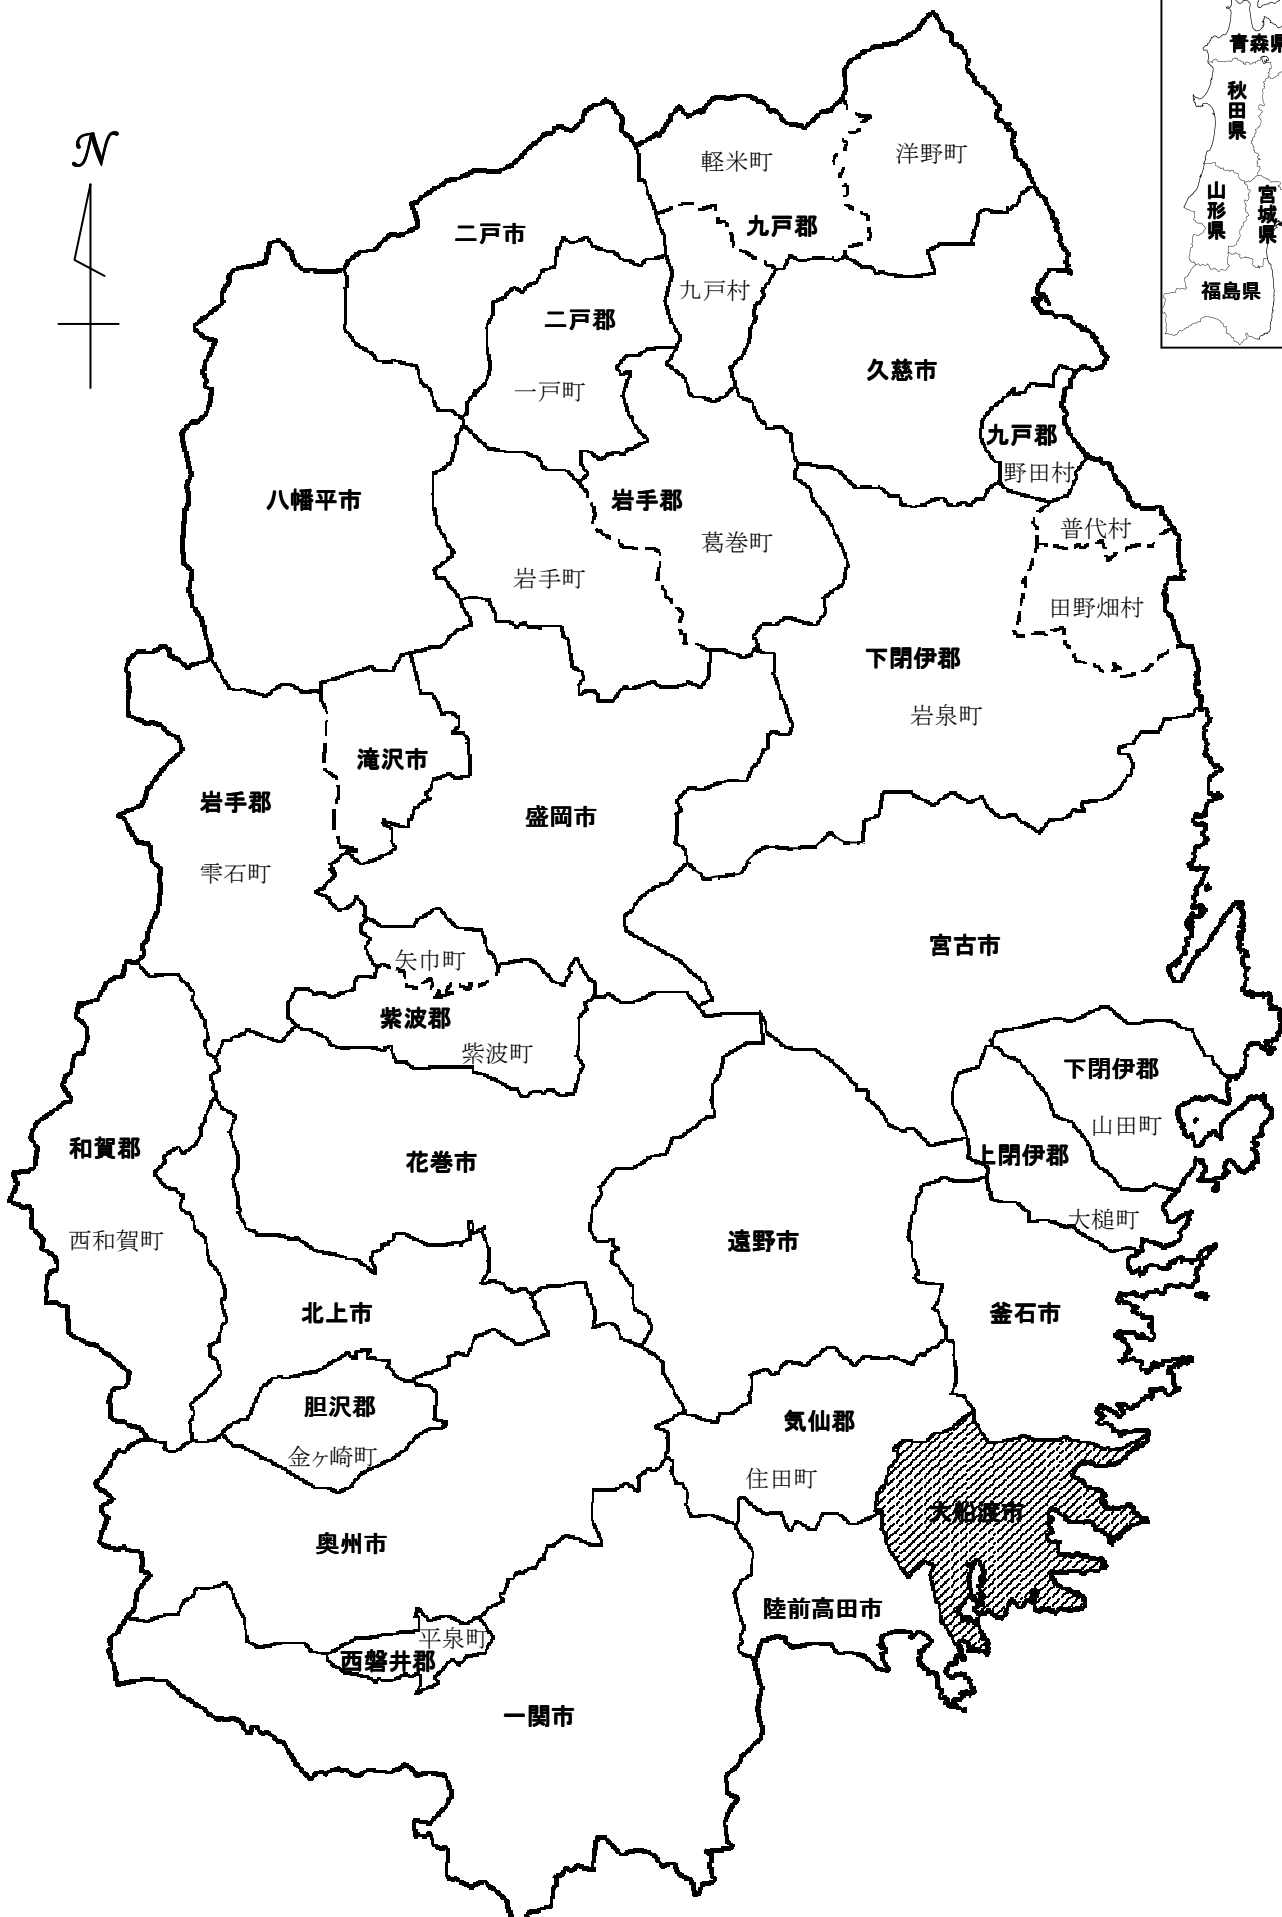 N
青森県
秋田県
山形県
宮城県
福島県
軽米町
洋野町
二戸市
九戸郡
九戸村
二戸郡
久慈市
一戸町
九戸郡
野田村
八幡平市
岩手郡
普代村
葛巻町
岩手町
田野畑村
下閉伊郡
岩泉町
滝沢市
岩手郡
盛岡市
雫石町
宮古市
矢巾町
紫波郡
紫波町
下閉伊郡
山田町
和賀郡
花巻市
上閉伊郡
大槌町
西和賀町
遠野市
北上市
釜石市
胆沢郡
気仙郡
金ヶ崎町
住田町
大船渡市
奥州市
陸前高田市
平泉町
西磐井郡
一関市